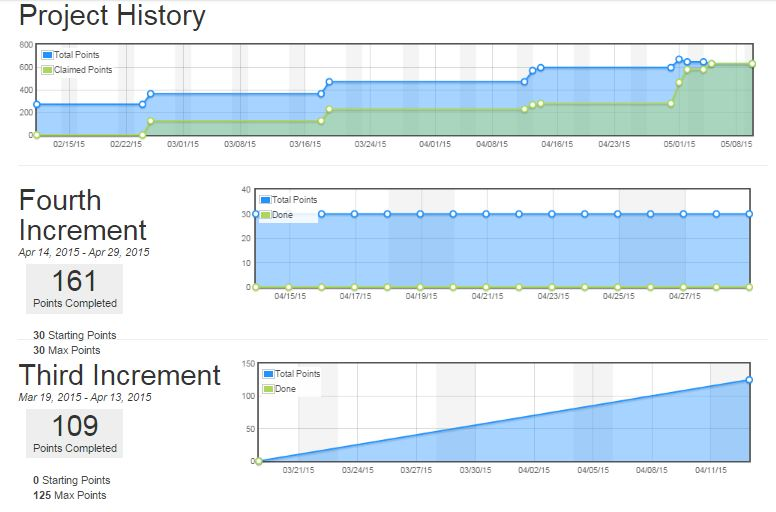 Project History
800
600
400
200
0
Total Points
Claimed Points
02/15/15 02/22/15 03/01/15 03/08/15 03/16/15 03/24/15 04/01/15 04/08/15 04/16/15 04/23/15 05/01/15 05/08/15
Fourth
Increment
Apr 14, 2015 - Apr 29, 2015
161
Points Completed
30 Starting Points
30 Max Points
40
30
20
10
0
Total Points
Done
04/15/15 04/17/15 04/19/15 04/21/15 04/23/15 04/25/15 04/27/15
Third Increment
Mar 19, 2015 - Apr 13, 2015
109
Points Completed
0 Starting Points
125 Max Points
150
100
50
0
Total Points
Done
03/21/15 03/24/15 03/27/15 03/30/15 04/02/15 04/05/15 04/08/15 04/11/15